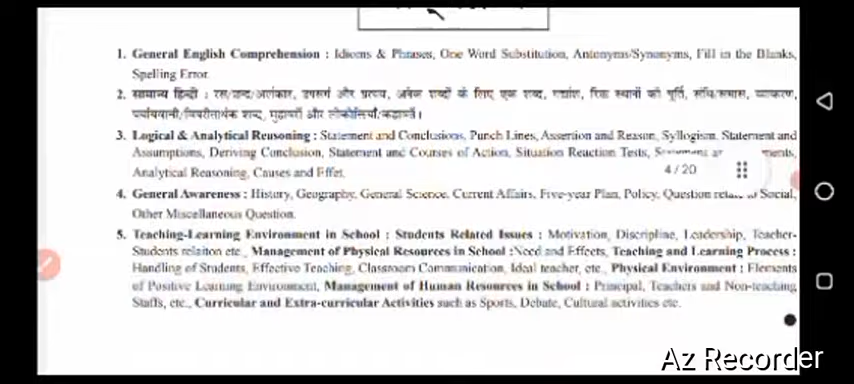 1. General English Comprehension : Idioms & Phrases, One Word Substitution, Antonyms/Synonyms, Fill in the Blanks,
Spelling Error.
2. सामान्य हिन्दी : रस/छन्द/अलंकार, उपसर्ग और प्रत्यय, अनेक शब्दों के लिए एक शब्द, गद्यांश, रिक्त स्थानों की पूर्ति, संधि/समास, व्याकरण,
पर्यायवाची/विपरीतार्थक शब्द, मुहावरों और लोकोक्तियाँ/कहावतें।
3. Logical & Analytical Reasoning : Statement and Conclusions, Punch Lines, Assertion and Reason, Syllogism, Statement and
Assumptions, Deriving Conclusion, Statement and Courses of Action, Situation Reaction Tests,
4/20
Analytical Reasoning, Causes and Effet.
4. General Awareness : History, Geography, General Science, Current Affairs, Five-year Plan, Policy, Question Social,
Other Miscellaneous Question.
5. Teaching-Learning Environment in School : Students Related Issues : Motivation, Discripline, Leadership, Teacher-
Students relaiton etc., Management of Physical Resources in School :Need and Effects, Teaching and Learning Process :
Handling of Students, Effective Teaching, Classroom Communication, Ideal teacher, etc., Physical Environment : Elements
of Positive Learning Environment, Management of Human Resources in School : Principal, Teachers and Non-teaching
Staffs, etc., Curricular and Extra-curricular Activities such as Sports, Debate, Cultural activities etc.
Az Recorder